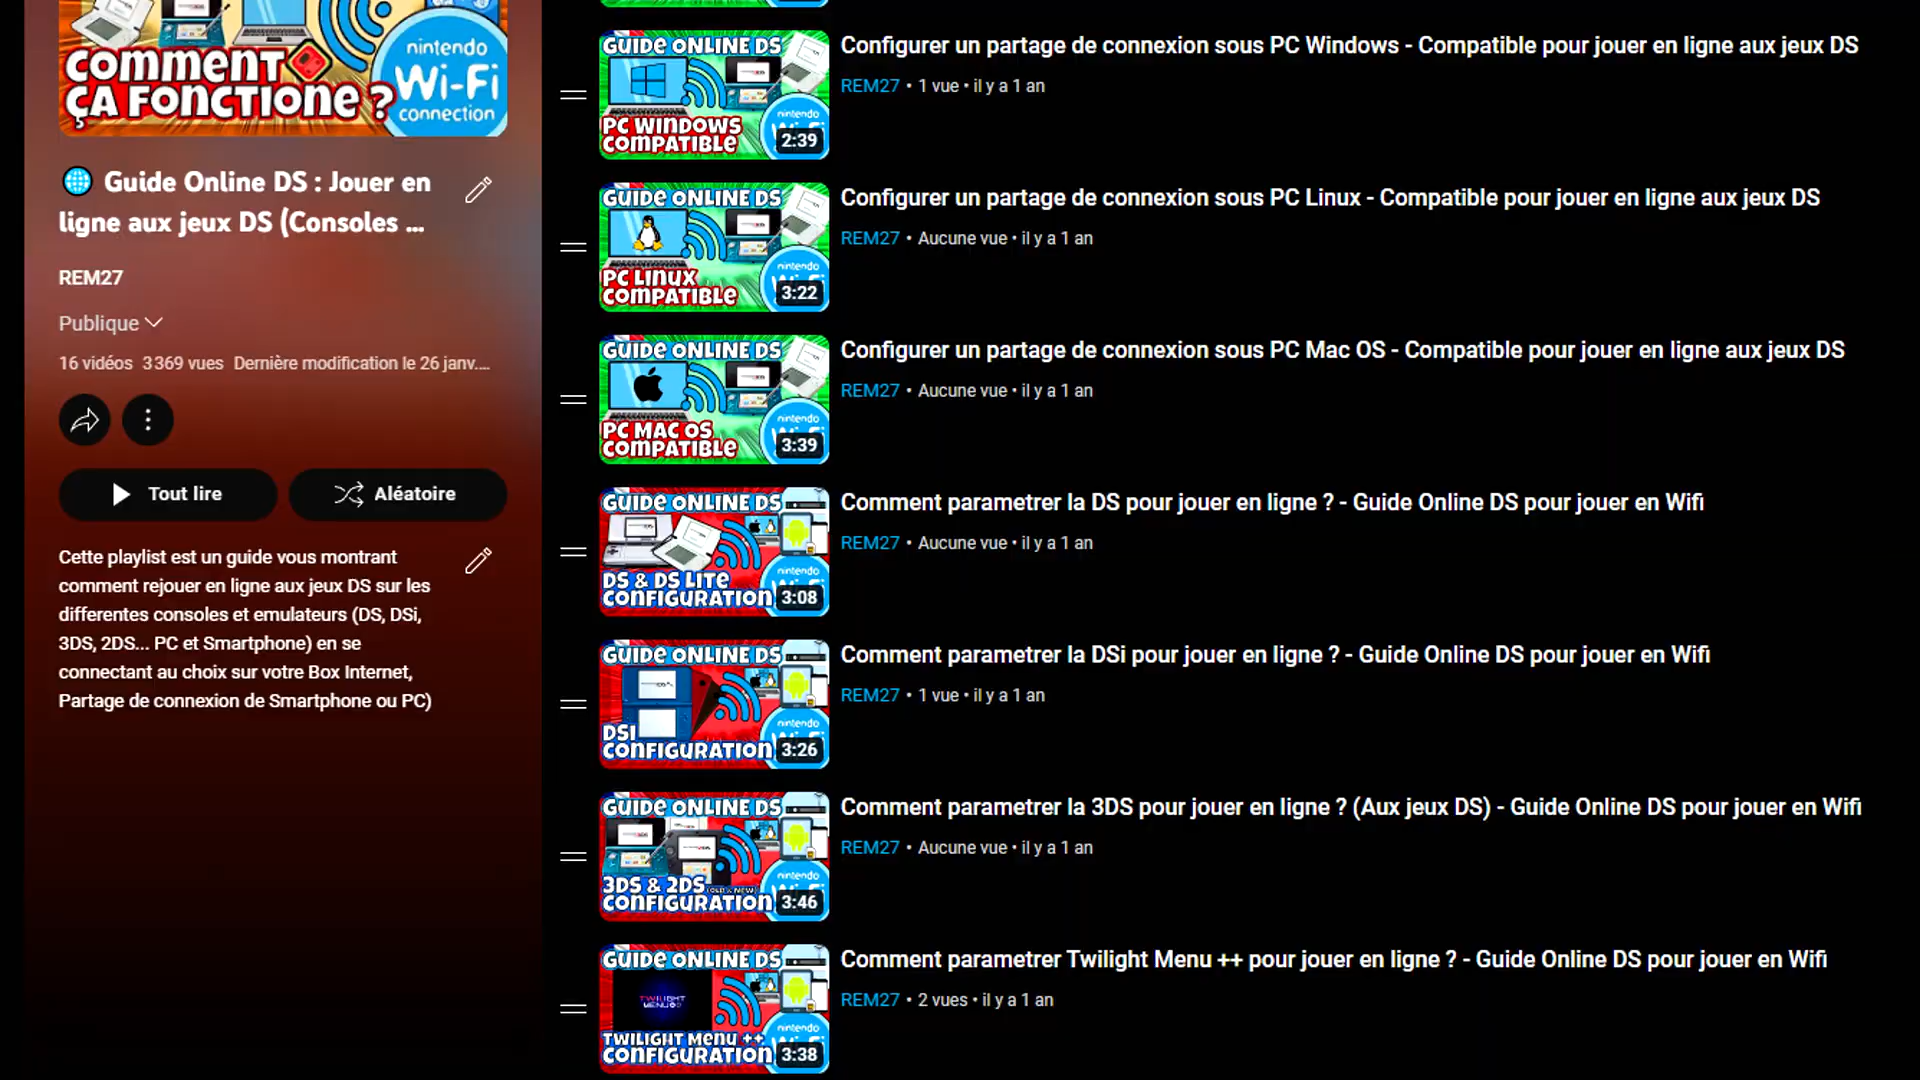 COMMENT
ÇA FONCTIONE ?
nintendo
Wi-Fi
connection
Guide Online DS : Jouer en
ligne aux jeux DS (Consoles ...
REM27
Publique
16 vidéos 3 369 vues Dernière modification le 26 janv....
Tout lire
Aléatoire
Cette playlist est un guide vous montrant
comment rejouer en ligne aux jeux DS sur les
differentes consoles et emulateurs (DS, DSi,
3DS, 2DS... PC et Smartphone) en se
connectant au choix sur votre Box Internet,
Partage de connexion de Smartphone ou PC)
GUIDE ONLINE DS
PC WINDOWS
COMPATIBLE
nintendo
2:39
Configurer un partage de connexion sous PC Windows - Compatible pour jouer en ligne aux jeux DS
REM27 • 1 vue • il y a 1 an
GUIDE ONLINE DS
PC LINUX
COMPATIBLE
nintendo
3:22
Configurer un partage de connexion sous PC Linux - Compatible pour jouer en ligne aux jeux DS
REM27 • Aucune vue • il y a 1 an
GUIDE ONLINE DS
PC MAC OS
COMPATIBLE
nintendo
3:39
Configurer un partage de connexion sous PC Mac OS - Compatible pour jouer en ligne aux jeux DS
REM27 • Aucune vue • il y a 1 an
GUIDE ONLINE DS
DS & DS LITE
CONFIGURATION
nintendo
3:08
Comment parametrer la DS pour jouer en ligne ? - Guide Online DS pour jouer en Wifi
REM27 • Aucune vue • il y a 1 an
GUIDE ONLINE DS
DSI
CONFIGURATION
nintendo
3:26
Comment parametrer la DSi pour jouer en ligne ? - Guide Online DS pour jouer en Wifi
REM27 • 1 vue • il y a 1 an
GUIDE ONLINE DS
3DS & 2DS (OLD & NEW)
CONFIGURATION
nintendo
3:46
Comment parametrer la 3DS pour jouer en ligne ? (Aux jeux DS) - Guide Online DS pour jouer en Wifi
REM27 • Aucune vue • il y a 1 an
GUIDE ONLINE DS
TWILIGHT
MENU++
TWILIGHT MENU ++
CONFIGURATION
nintendo
3:38
Comment parametrer Twilight Menu ++ pour jouer en ligne ? - Guide Online DS pour jouer en Wifi
REM27 • 2 vues • il y a 1 an